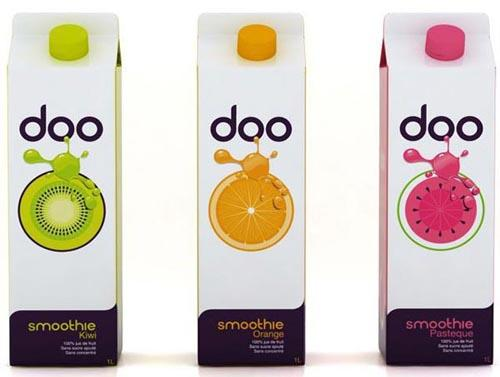 doo
smoothie
Kiwi
100% jus de fruit
Sans sucre ajouté
Sans concentré
1L
doo
smoothie
Orange
100% jus de fruit
Sans sucre ajouté
Sans concentré
1L
doo
smoothie
Pasteque
100% jus de fruit
Sans sucre ajouté
Sans concentré
1L